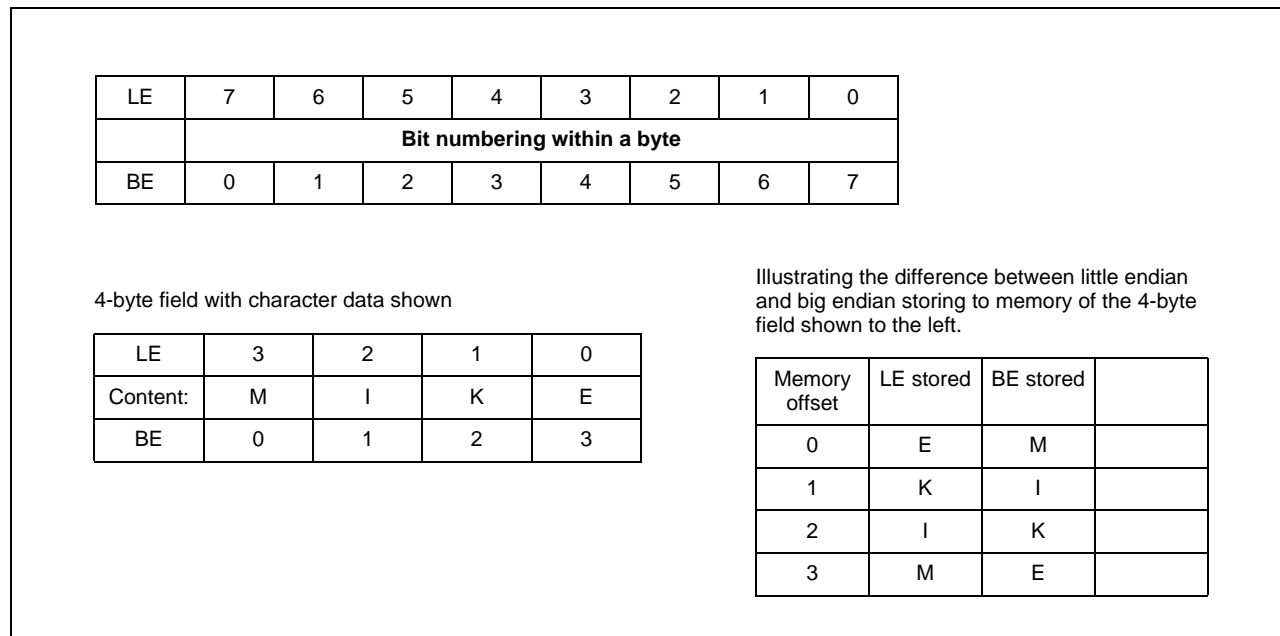 LE 7 6 5 4 3 2 1 0
Bit numbering within a byte
BE 0 1 2 3 4 5 6 7
4-byte field with character data shown
LE 3 2 1 0
Content: M I K E
BE 0 1 2 3
Illustrating the difference between little endian
and big endian storing to memory of the 4-byte
field shown to the left.
Memory LE stored BE stored
offset
0 E M
1 K I
2 I K
3 M E